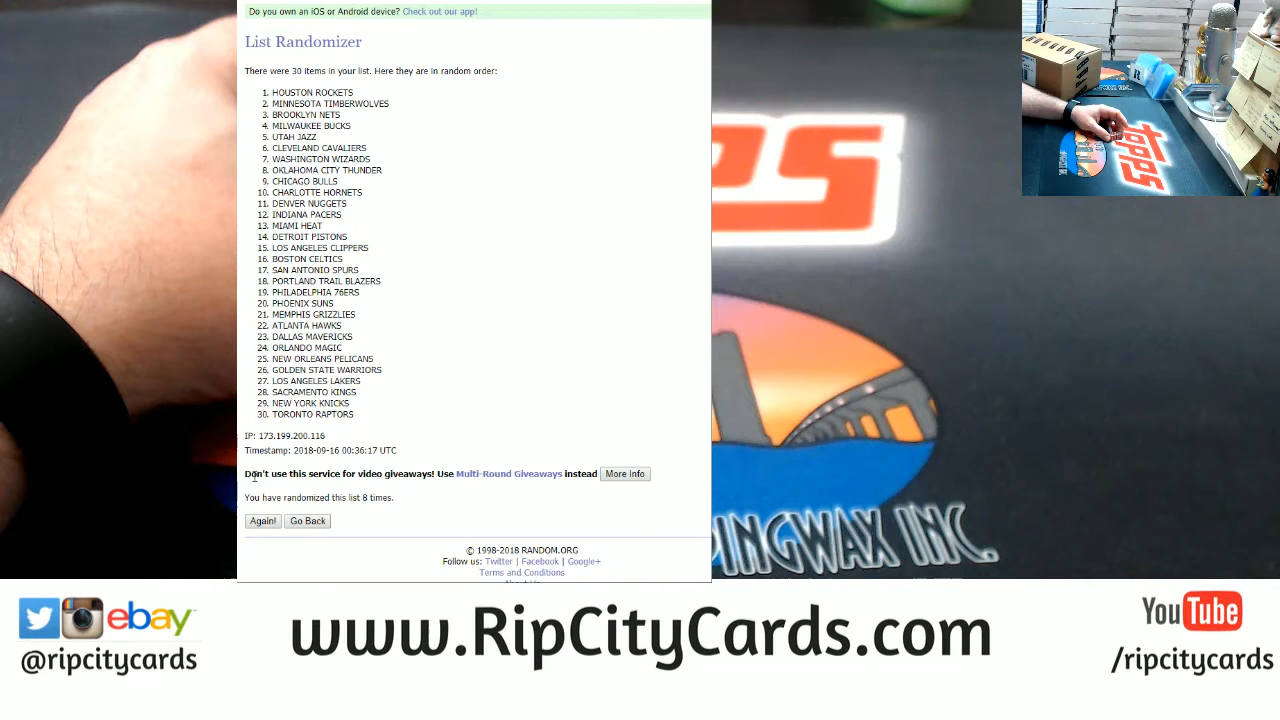 Do you own an iOS or Android device? Check out our app!
List Randomizer
There were 30 items in your list. Here they are in random order:
1. HOUSTON ROCKETS
2. MINNESOTA TIMBERWOLVES
3. BROOKLYN NETS
4. MILWAUKEE BUCKS
5. UTAH JAZZ
6. CLEVELAND CAVALIERS
7. WASHINGTON WIZARDS
8. OKLAHOMA CITY THUNDER
9. CHICAGO BULLS
10. CHARLOTTE HORNETS
11. DENVER NUGGETS
12. INDIANA PACERS
13. MIAMI HEAT
14. DETROIT PISTONS
15. LOS ANGELES CLIPPERS
16. BOSTON CELTICS
17. SAN ANTONIO SPURS
18. PORTLAND TRAIL BLAZERS
19. PHILADELPHIA 76ERS
20. PHOENIX SUNS
21. MEMPHIS GRIZZLIES
22. ATLANTA HAWKS
23. DALLAS MAVERICKS
24. ORLANDO MAGIC
25. NEW ORLEANS PELICANS
26. GOLDEN STATE WARRIORS
27. LOS ANGELES LAKERS
28. SACRAMENTO KINGS
29. NEW YORK KNICKS
30. TORONTO RAPTORS
IP: 173.199.200.116
Timestamp: 2018-09-16 00:36:17 UTC
Don't use this service for video giveaways! Use Multi-Round Giveaways instead More Info
You have randomized this list 8 times.
Again! Go Back
© 1998-2018 RANDOM.ORG
Follow us: Twitter | Facebook | Google+
Terms and Conditions
About Us
PS
INGWAX INC.
topps
ebay
@ripcitycards
www.RipCityCards.com
YouTube
/ripcitycards